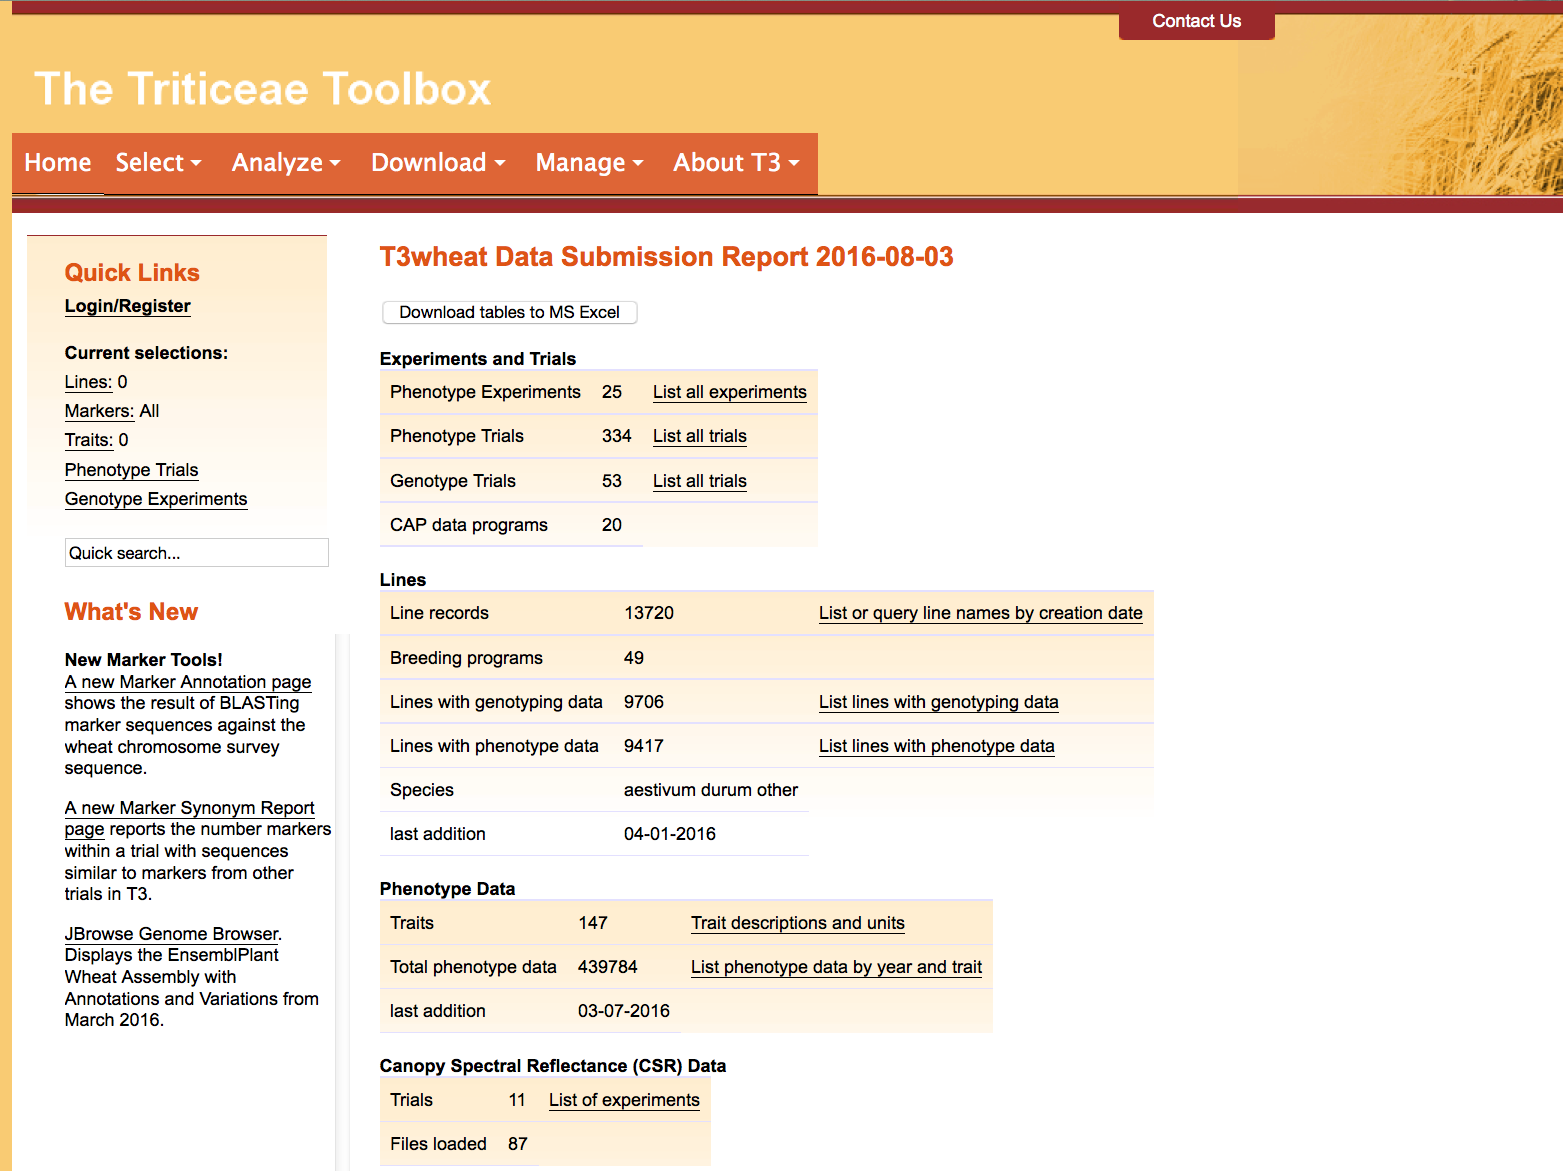 Contact Us
The Triticeae Toolbox
Home Select Analyze Download Manage About T3
Quick Links
Login/Register
Current selections:
Lines: 0
Markers: All
Traits: 0
Phenotype Trials
Genotype Experiments
Quick search...
What's New
New Marker Tools!
A new Marker Annotation page
shows the result of BLASTing
marker sequences against the
wheat chromosome survey
sequence.
A new Marker Synonym Report
page reports the number markers
within a trial with sequences
similar to markers from other
trials in T3.
JBrowse Genome Browser.
Displays the EnsemblPlant
Wheat Assembly with
Annotations and Variations from
March 2016.
T3wheat Data Submission Report 2016-08-03
Download tables to MS Excel
Experiments and Trials
Phenotype Experiments 25 List all experiments
Phenotype Trials 334 List all trials
Genotype Trials 53 List all trials
CAP data programs 20
Lines
Line records 13720 List or query line names by creation date
Breeding programs 49
Lines with genotyping data 9706 List lines with genotyping data
Lines with phenotype data 9417 List lines with phenotype data
Species aestivum durum other
last addition 04-01-2016
Phenotype Data
Traits 147 Trait descriptions and units
Total phenotype data 439784 List phenotype data by year and trait
last addition 03-07-2016
Canopy Spectral Reflectance (CSR) Data
Trials 11 List of experiments
Files loaded 87